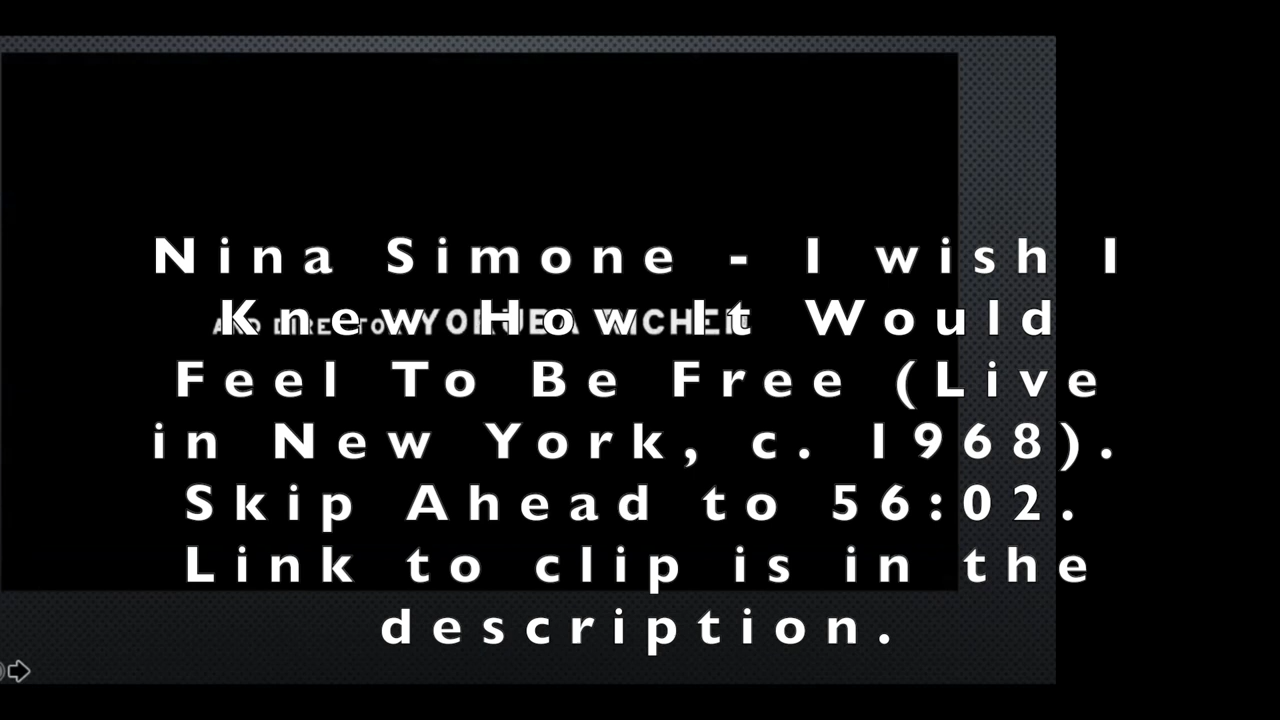 Nina Simone - I wish I
Knew How It Would
Feel To Be Free (Live
in New York, c. 1968).
Skip Ahead to 56:02.
Link to clip is in the
description.